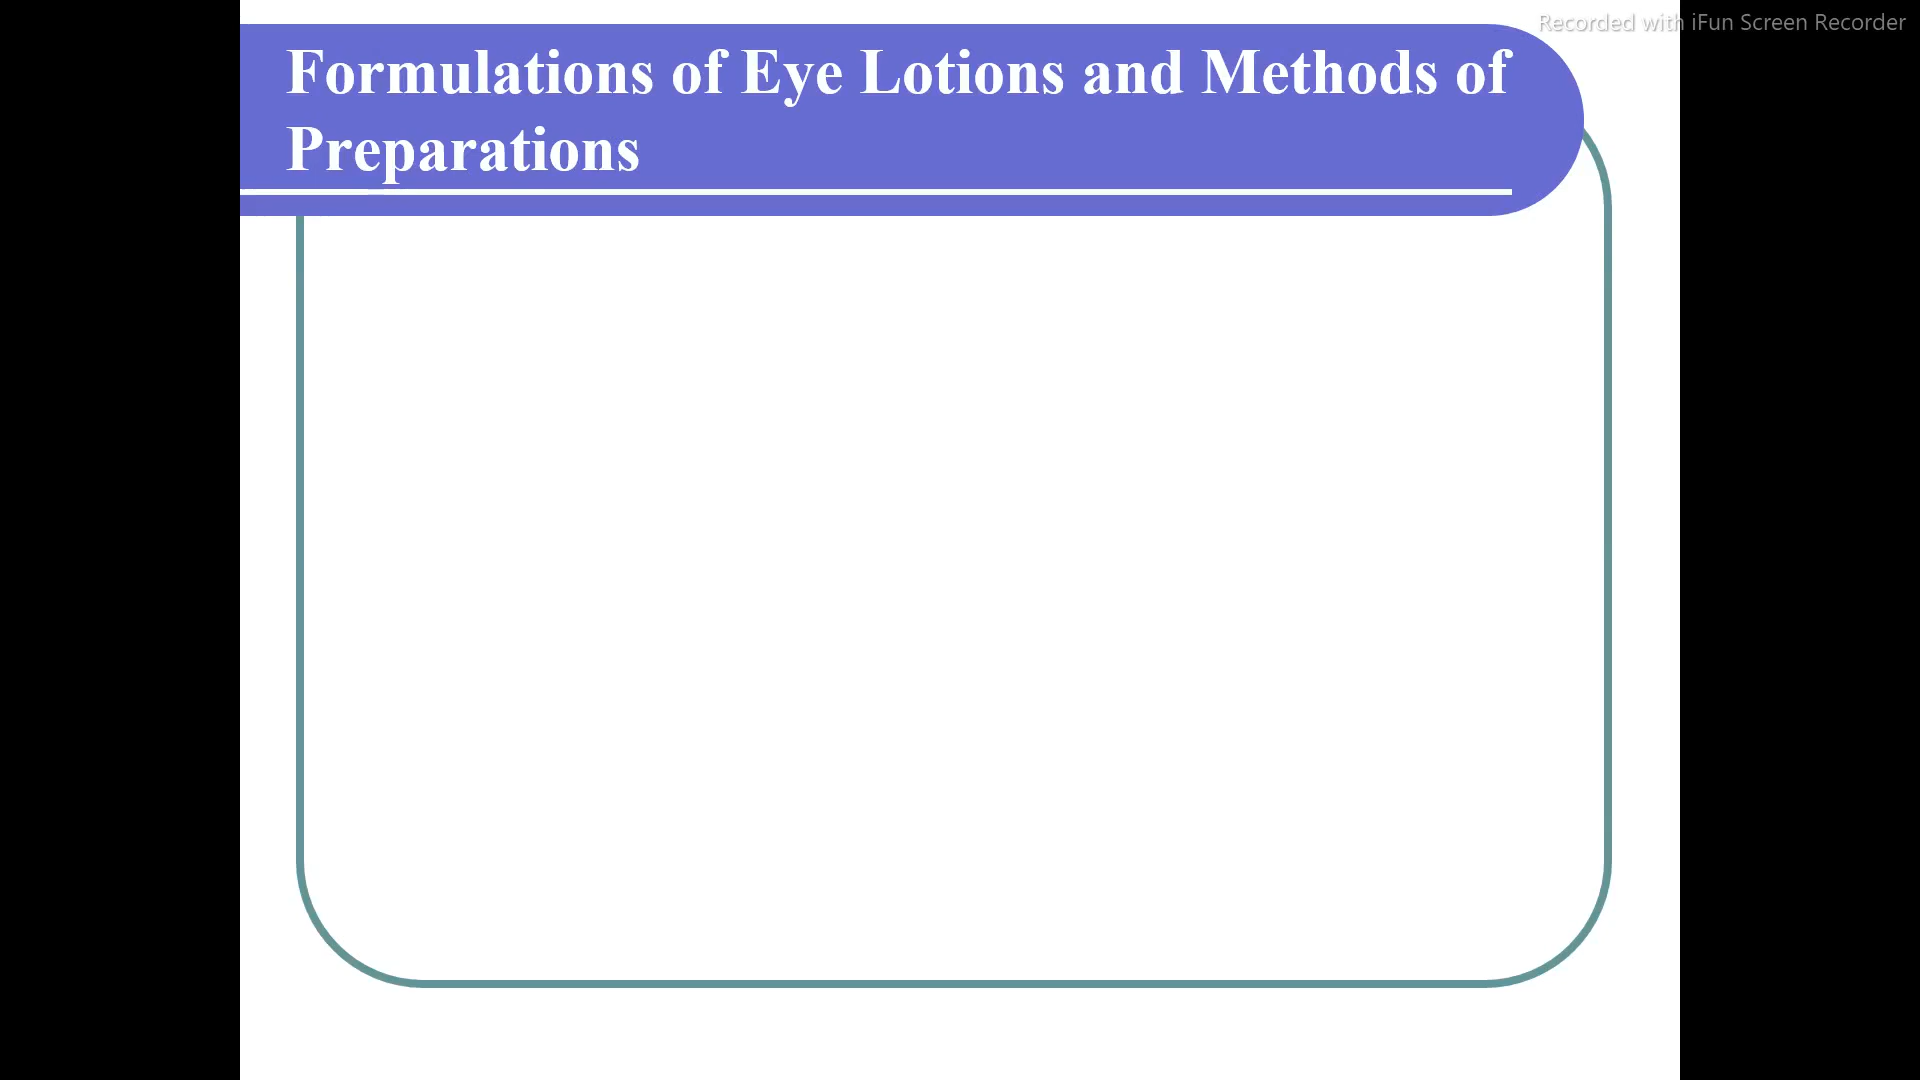 Recorded with iFun Screen Recorder
Formulations of Eye Lotions and Methods of
Preparations